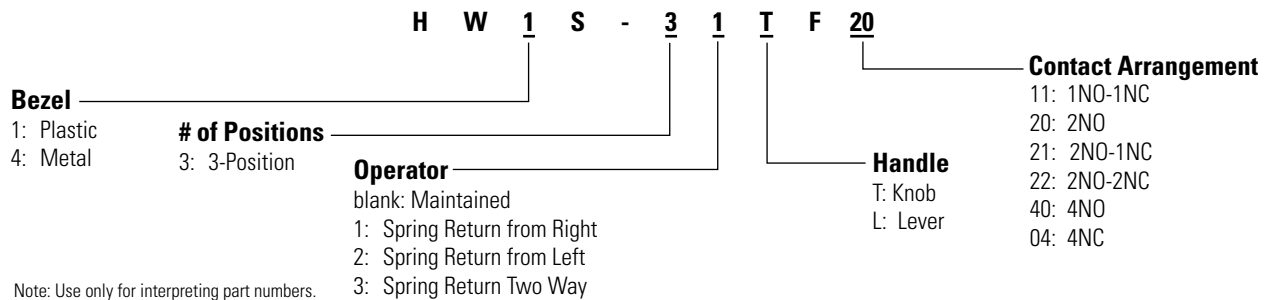 H W 1 S - 3 1 T F 20
Bezel
1: Plastic
4: Metal
# of Positions
3: 3-Position
Operator
blank: Maintained
1: Spring Return from Right
2: Spring Return from Left
3: Spring Return Two Way
Handle
T: Knob
L: Lever
Contact Arrangement
11: 1NO-1NC
20: 2NO
21: 2NO-1NC
22: 2NO-2NC
40: 4NO
04: 4NC
Note: Use only for interpreting part numbers.